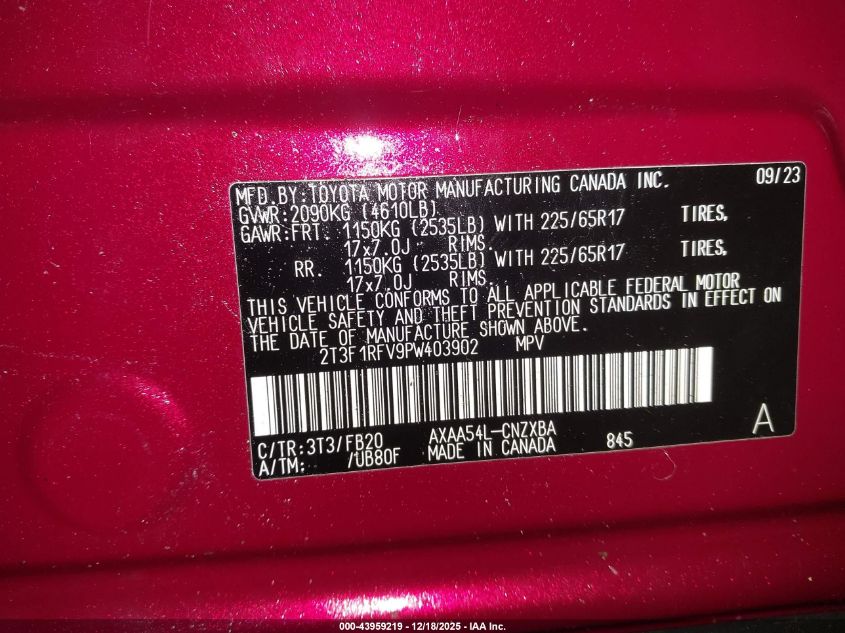 MFD.BY:TOYOTA MOTOR MANUFACTURING CANADA INC. 09/23
GVWR:2090KG (4610LB)
GAWR:FRT. 1150KG (2535LB) WITH 225/65R17 TIRES,
17x7.0J RIMS.
RR. 1150KG (2535LB) WITH 225/65R17 TIRES,
17x7.0J RIMS.
THIS VEHICLE CONFORMS TO ALL APPLICABLE FEDERAL MOTOR
VEHICLE SAFETY AND THEFT PREVENTION STANDARDS IN EFFECT ON
THE DATE OF MANUFACTURE SHOWN ABOVE.
2T3F1RFV9PW403902 MPV
C/TR:3T3/FB20 AXAA54L-CNZXBA 845 A
A/TM: /UB80F MADE IN CANADA
000-43959219 - 12/18/2025 - IAA Inc.